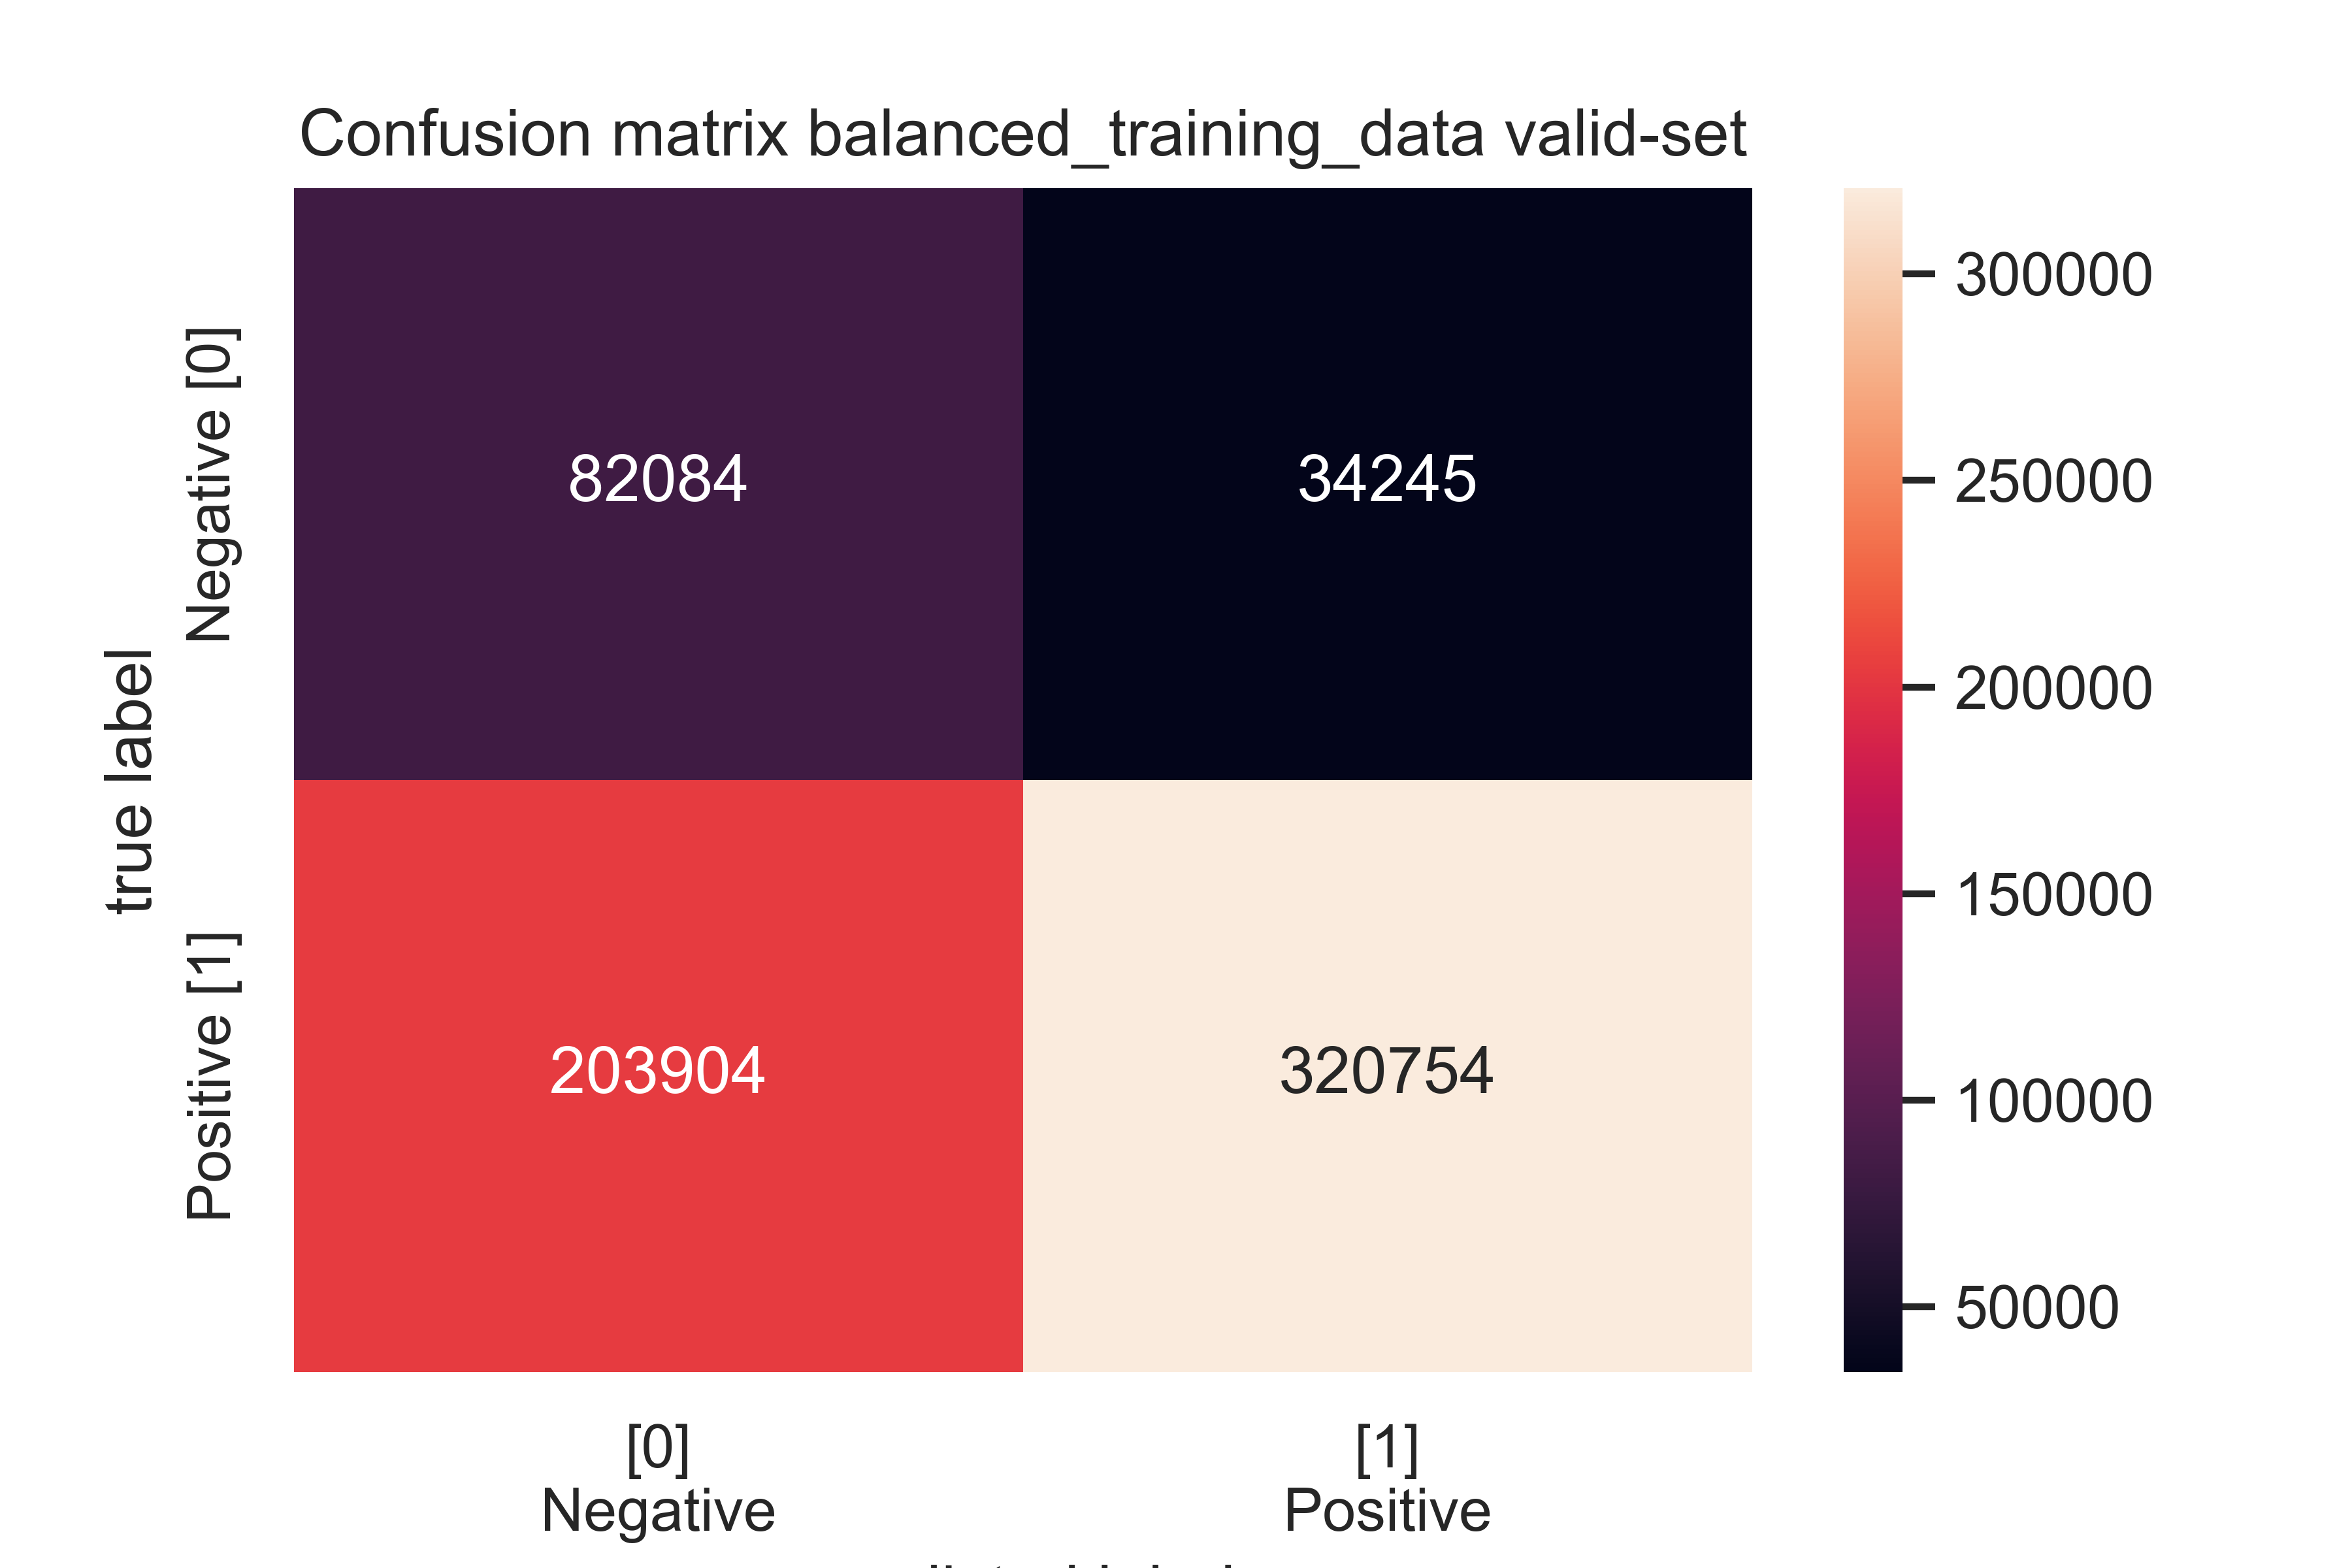 Confusion matrix balanced_training_data valid-set
true label
Negative [0]
Positive [1]
82084
34245
203904
320754
[0]
Negative
[1]
Positive
300000
250000
200000
150000
100000
50000